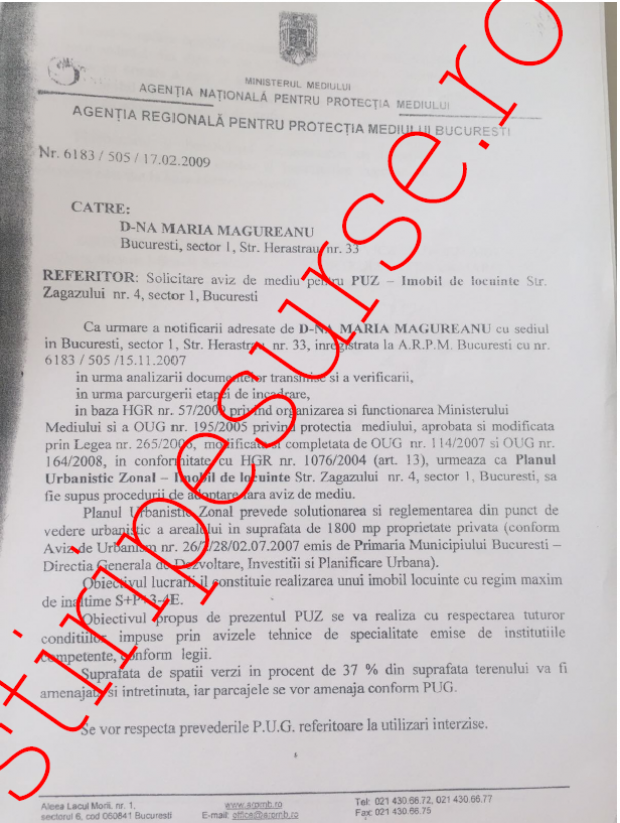 MINISTERUL MEDIULUI
AGENȚIA NAȚIONALĂ PENTRU PROTECȚIA MEDIULUI
AGENȚIA REGIONALĂ PENTRU PROTECȚIA MEDIULUI BUCURESTI
Nr. 6183 / 505 / 17.02.2009
CATRE:
D-NA MARIA MAGUREANU
Bucuresti, sector 1, Str. Herastrau nr. 33
REFERITOR: Solicitare aviz de mediu pentru PUZ – Imobil de locuinte Str.
Zagazului nr. 4, sector 1, Bucuresti
Ca urmare a notificarii adresate de D-NA MARIA MAGUREANU cu sediul
in Bucuresti, sector 1, Str. Herastrau nr. 33, inregistrata la A.R.P.M. Bucuresti cu nr.
6183 / 505 /15.11.2007
in urma analizarii documentelor transmise si a verificarii,
in urma parcurgerii etapei de incadrare,
in baza HGR nr. privind organizarea si functionarea Ministerului
Mediului si a OUG nr. 195/2005 privind protectia mediului, aprobata si modificata
prin Legea nr. modificata si completata de OUG nr. 114/2007 si OUG nr.
164/2008, in conformitate cu HGR nr. 1076/2004 (art. 13), urmeaza ca Planul
Urbanistic Zonal – Imobil de locuinte Str. Zagazului nr. 4, sector 1, Bucuresti, sa
fie supus procedurii de adoptare fara aviz de mediu.
Planul Urbanistic Zonal prevede solutionarea si reglementarea din punct de
vedere urbanistic a arealului in suprafata de 1800 mp proprietate privata (conform
Aviz de Urbanism nr. emis de Primaria Municipiului Bucuresti –
Directia Generala de Dezvoltare, Investitii si Planificare Urbana).
Obiectivul lucrarii il constituie realizarea unui imobil locuinte cu regim maxim
de inaltime S+P+3-4E.
Obiectivul propus de prezentul PUZ se va realiza cu respectarea tuturor
conditiilor impuse prin avizele tehnice de specialitate emise de institutiile
competente, conform legii.
Suprafata de spatii verzi in procent de 37 % din suprafata terenului va fi
amenajata si intretinuta, iar parcajele se vor amenaja conform PUG.
Se vor respecta prevederile P.U.G. referitoare la utilizari interzise.
Aleea Lacul Morii, nr. 1,
sectorul 6, cod 060841 Bucuresti
www.arpmb.ro
E-mail: office@arpmb.ro
Tel: 021 430.66.72, 021 430.66.77
Fax: 021 430.66.75
stiripesurse.ro